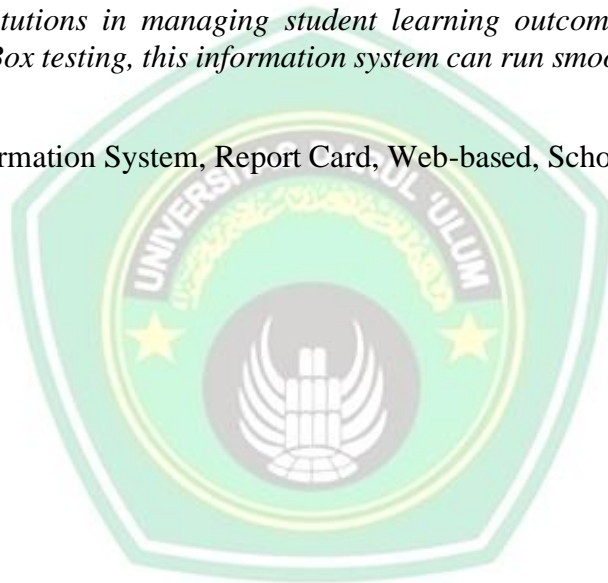 tutions in managing student learning outcom
Box testing, this information system can run smoo
rmation System, Report Card, Web-based, Scho
UNIVERSITAS DARUL 'ULUM